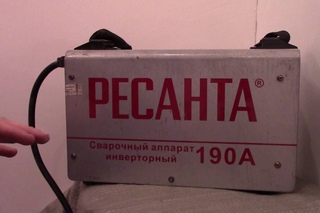 РЕСАНТА®
Сварочный аппарат
инверторный 190А